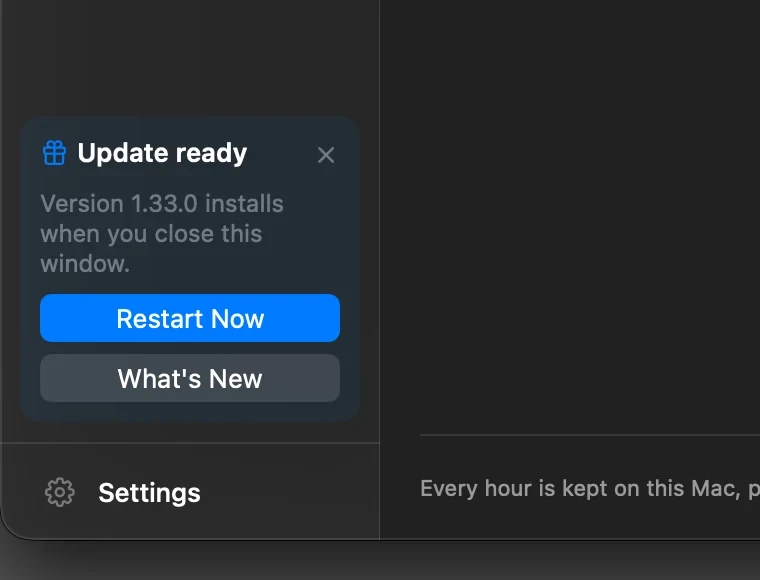 Update ready
Version 1.33.0 installs
when you close this
window.
Restart Now
What's New
Settings
Every hour is kept on this Mac, p